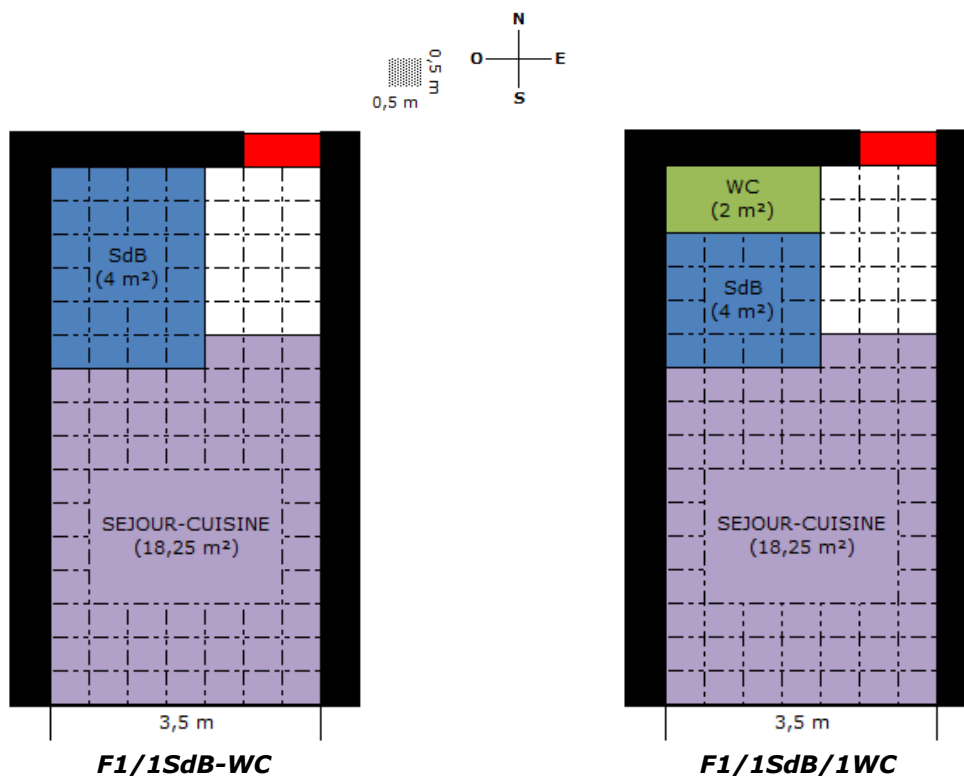 N
O E
S
0,5 m
0,5 m
SdB
(4 m²)
SEJOUR-CUISINE
(18,25 m²)
3,5 m
F1/1SdB-WC
WC
(2 m²)
SdB
(4 m²)
SEJOUR-CUISINE
(18,25 m²)
3,5 m
F1/1SdB/1WC